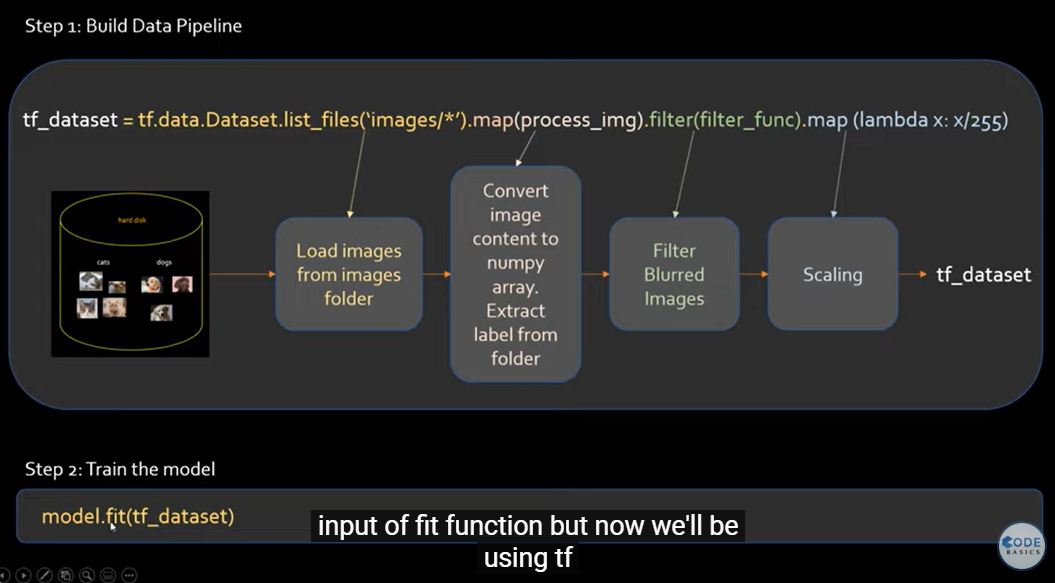 Step 1: Build Data Pipeline
tf_dataset = tf.data.Dataset.list_files('images/*').map(process_img).filter(filter_func).map (lambda x: x/255)
hard disk
cats
dogs
Load images
from images
folder
Convert
image
content to
numpy
array.
Extract
label from
folder
Filter
Blurred
Images
Scaling
tf_dataset
Step 2: Train the model
model.fit(tf_dataset)
input of fit function but now we'll be
using tf
CODE
BASICS